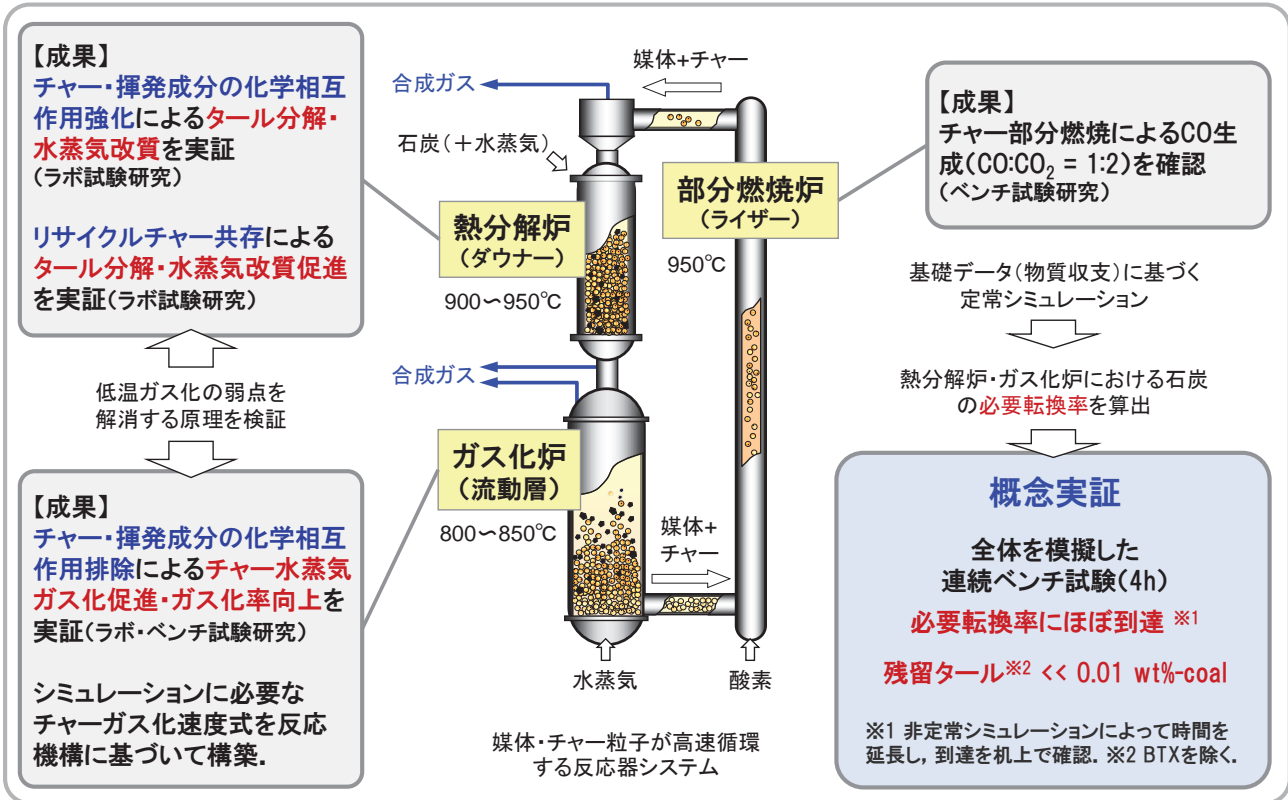 【成果】
チャー・揮発成分の化学相互
作用強化によるタール分解・
水蒸気改質を実証
(ラボ試験研究)
リサイクルチャー共存による
タール分解・水蒸気改質促進
を実証(ラボ試験研究)
低温ガス化の弱点を
解消する原理を検証
【成果】
チャー・揮発成分の化学相互
作用排除によるチャー水蒸気
ガス化促進・ガス化率向上を
実証(ラボ・ベンチ試験研究)
シミュレーションに必要な
チャーガス化速度式を反応
機構に基づいて構築.
合成ガス
媒体+チャー
石炭(+水蒸気)
熱分解炉
(ダウナー)
900〜950℃
部分燃焼炉
(ライザー)
950℃
合成ガス
ガス化炉
(流動層)
800〜850℃
媒体+
チャー
水蒸気
酸素
媒体・チャー粒子が高速循環
する反応器システム
【成果】
チャー部分燃焼によるCO生
成(CO:CO₂ = 1:2)を確認
(ベンチ試験研究)
基礎データ(物質収支)に基づく
定常シミュレーション
熱分解炉・ガス化炉における石炭
の必要転換率を算出
概念実証
全体を模擬した
連続ベンチ試験(4h)
必要転換率にほぼ到達 ※1
残留タール※2 << 0.01 wt%-coal
※1 非定常シミュレーションによって時間を
延長し, 到達を机上で確認. ※2 BTXを除く.